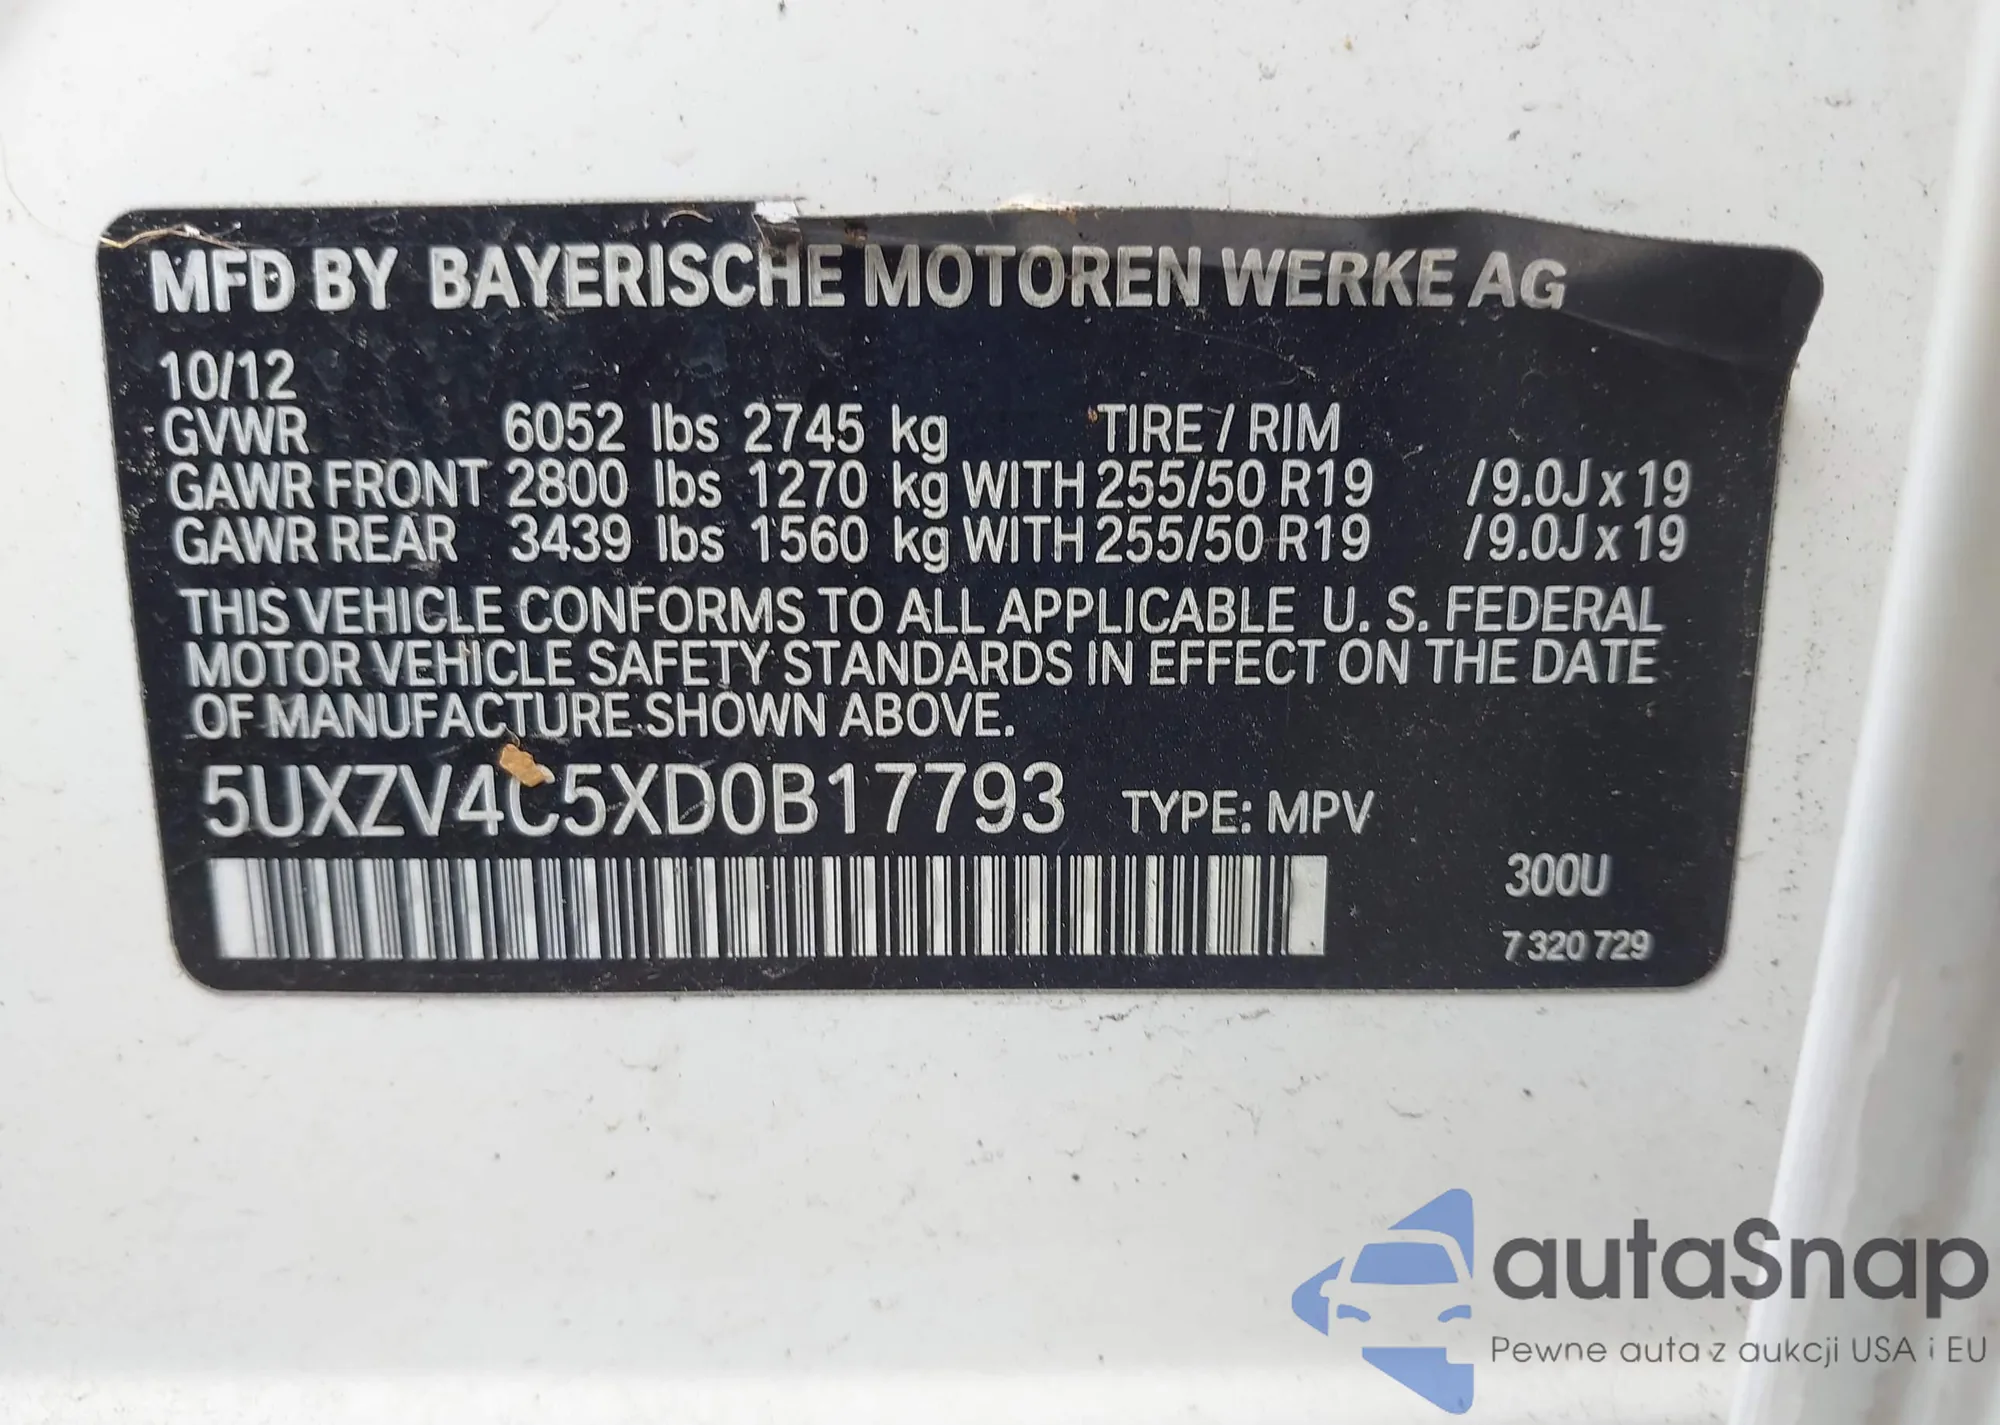 MFD BY BAYERISCHE MOTOREN WERKE AG
10/12
GVWR 6052 lbs 2745 kg TIRE / RIM
GAWR FRONT 2800 lbs 1270 kg WITH 255/50 R19 /9.0J x 19
GAWR REAR 3439 lbs 1560 kg WITH 255/50 R19 /9.0J x 19
THIS VEHICLE CONFORMS TO ALL APPLICABLE U. S. FEDERAL
MOTOR VEHICLE SAFETY STANDARDS IN EFFECT ON THE DATE
OF MANUFACTURE SHOWN ABOVE.
5UXZV4C5XD0B17793 TYPE: MPV
300U
7 320 729
autaSnap
Pewne auta z aukcji USA i EU